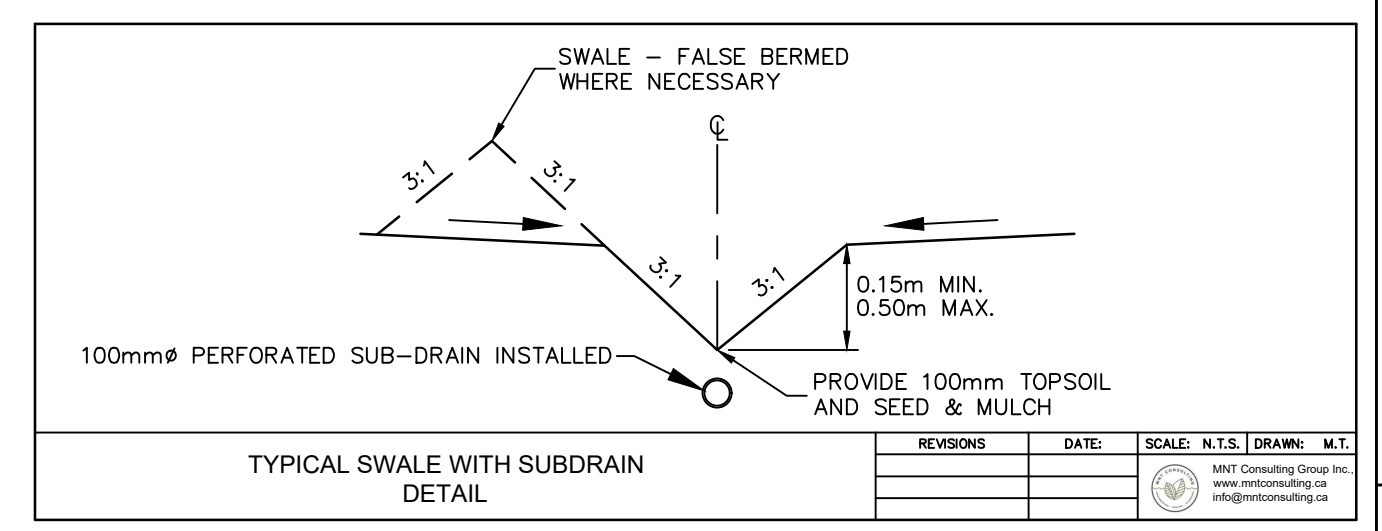 SWALE – FALSE BERMED
WHERE NECESSARY
℄
3:1
3:1
3:1
3:1
0.15m MIN.
0.50m MAX.
100mmø PERFORATED SUB-DRAIN INSTALLED
PROVIDE 100mm TOPSOIL
AND SEED & MULCH
TYPICAL SWALE WITH SUBDRAIN
DETAIL
REVISIONS
DATE:
SCALE: N.T.S.
DRAWN: M.T.
MNT CONSULTING
MNT Consulting Group Inc.,
www.mntconsulting.ca
info@mntconsulting.ca